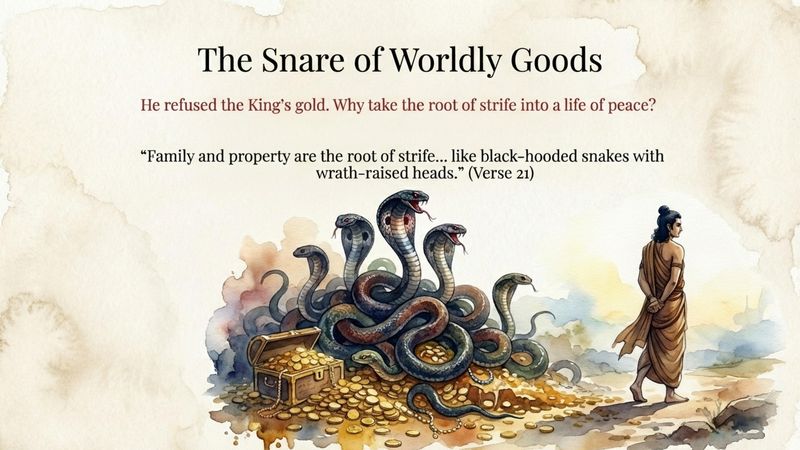 The Snare of Worldly Goods
He refused the King's gold. Why take the root of strife into a life of peace?
“Family and property are the root of strife... like black-hooded snakes with
wrath-raised heads.” (Verse 21)